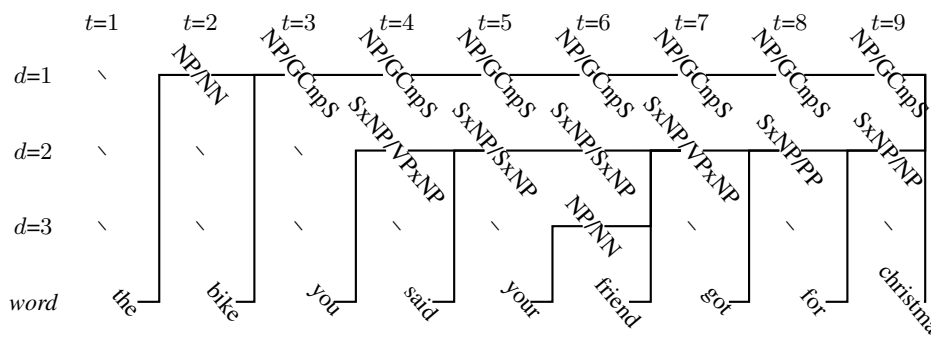 t=1 t=2 t=3 t=4 t=5 t=6 t=7 t=8 t=9
d=1 \ NP/NN NP/GCnpS NP/GCnpS NP/GCnpS NP/GCnpS NP/GCnpS NP/GCnpS NP/GCnpS
d=2 \ \ \ SxNP/VPxNP SxNP/SxNP SxNP/SxNP SxNP/VPxNP SxNP/PP SxNP/NP
d=3 \ \ \ \ \ NP/NN \ \ \
word the bike you said your friend got for christma